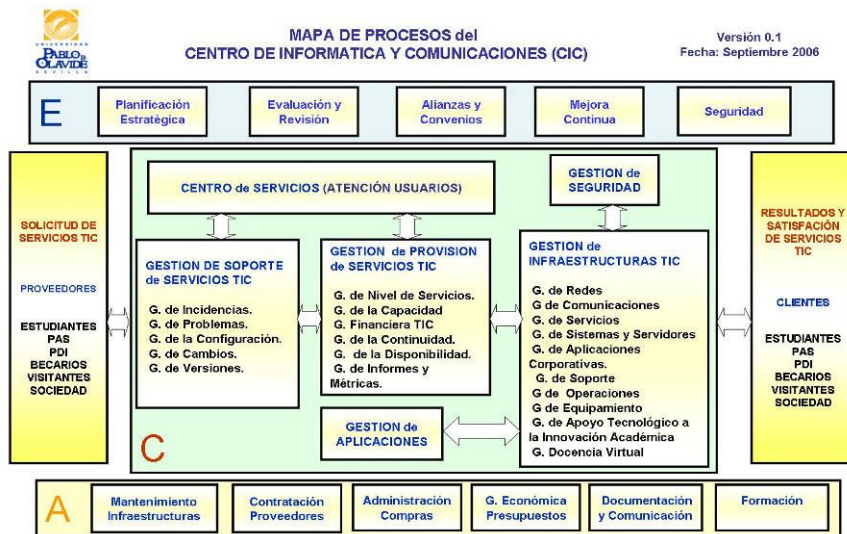 UNIVERSIDAD
PABLO DE
OLAVIDE
SEVILLA
MAPA DE PROCESOS del
CENTRO DE INFORMATICA Y COMUNICACIONES (CIC)
Versión 0.1
Fecha: Septiembre 2006
E
Planificación
Estratégica
Evaluación y
Revisión
Alianzas y
Convenios
Mejora
Continua
Seguridad
SOLICITUD DE
SERVICIOS TIC
PROVEEDORES
ESTUDIANTES
PAS
PDI
BECARIOS
VISITANTES
SOCIEDAD
CENTRO de SERVICIOS (ATENCIÓN USUARIOS)
GESTION de
SEGURIDAD
GESTION DE SOPORTE
de SERVICIOS TIC
G. de Incidencias.
G. de Problemas.
G. de la Configuración.
G. de Cambios.
G. de Versiones.
GESTION de PROVISION
de SERVICIOS TIC
G. de Nivel de Servicios.
G. de la Capacidad
G. Financiera TIC
G. de la Continuidad.
G. de la Disponibilidad.
G. de Informes y
Métricas.
GESTION de
INFRAESTRUCTURAS TIC
G. de Redes
G de Comunicaciones
G. de Servicios
G. de Sistemas y Servidores
G. de Aplicaciones
Corporativas.
G. de Soporte
G de Operaciones
G de Equipamiento
G. de Apoyo Tecnológico a
la Innovación Académica
G. Docencia Virtual
GESTION de
APLICACIONES
C
RESULTADOS Y
SATISFACIÓN
DE SERVICIOS
TIC
CLIENTES
ESTUDIANTES
PAS
PDI
BECARIOS
VISITANTES
SOCIEDAD
A
Mantenimiento
Infraestructuras
Contratación
Proveedores
Administración
Compras
G. Económica
Presupuestos
Documentación
y Comunicación
Formación